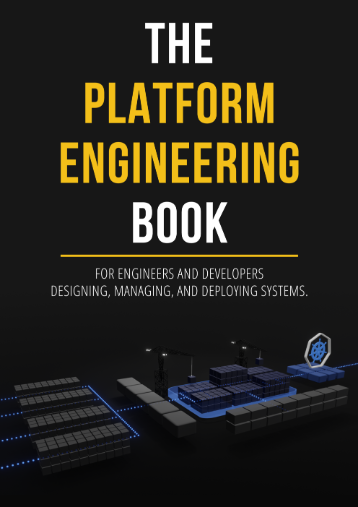 THE
PLATFORM
ENGINEERING
BOOK
FOR ENGINEERS AND DEVELOPERS
DESIGNING, MANAGING, AND DEPLOYING SYSTEMS.